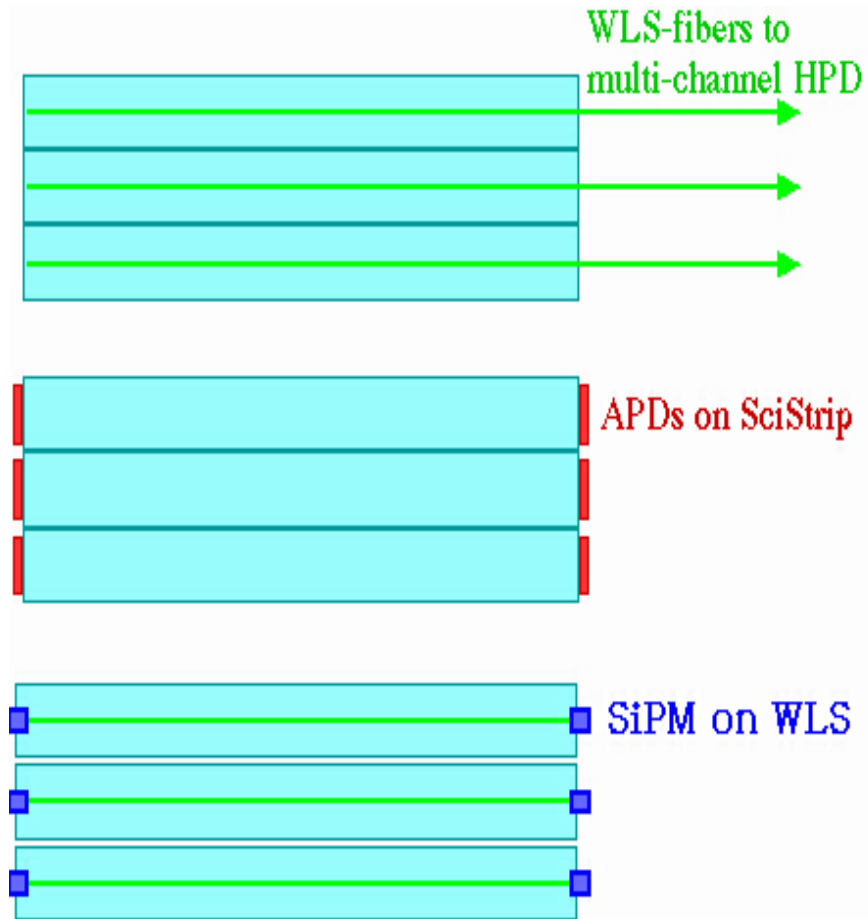 WLS-fibers to
multi-channel HPD
APDs on SciStrip
SiPM on WLS